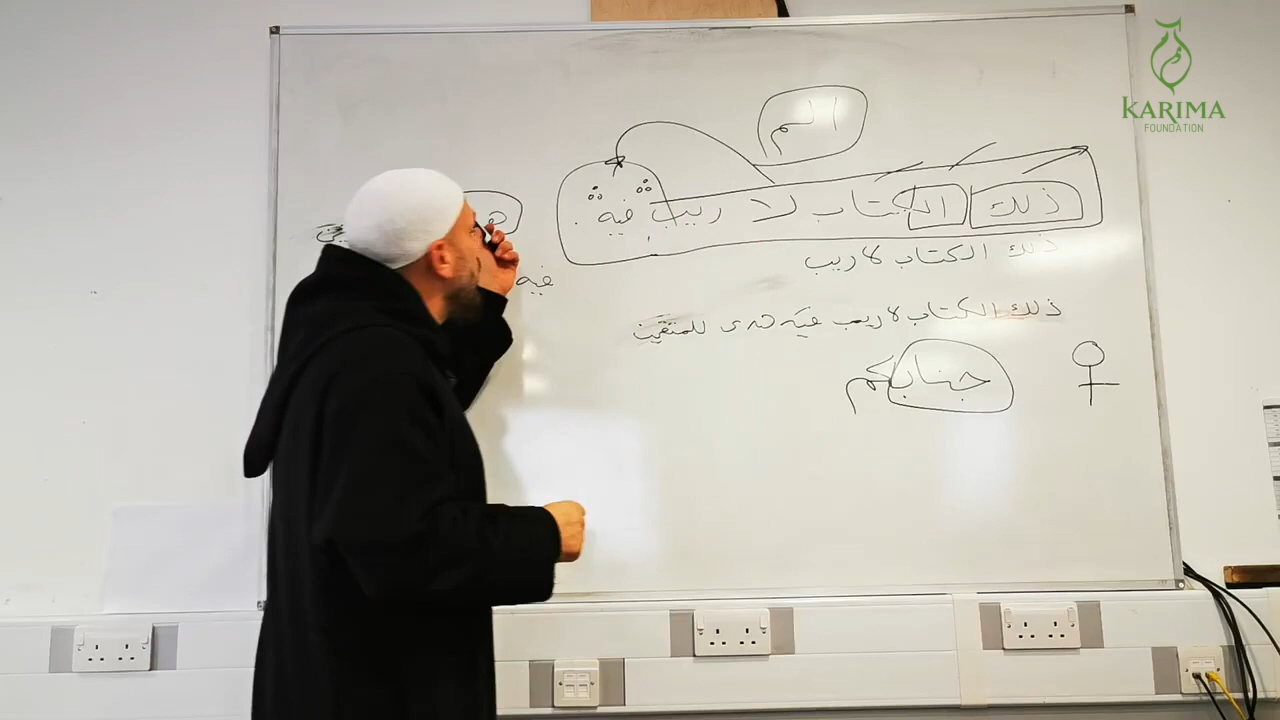 KARIMA
FOUNDATION
الم
ذلك الكتاب لا ريب فيه
ذلك الكتاب لا ريب
فيه
ذلك الكتاب لا ريب فيه هدى للمتقين
جنابكم